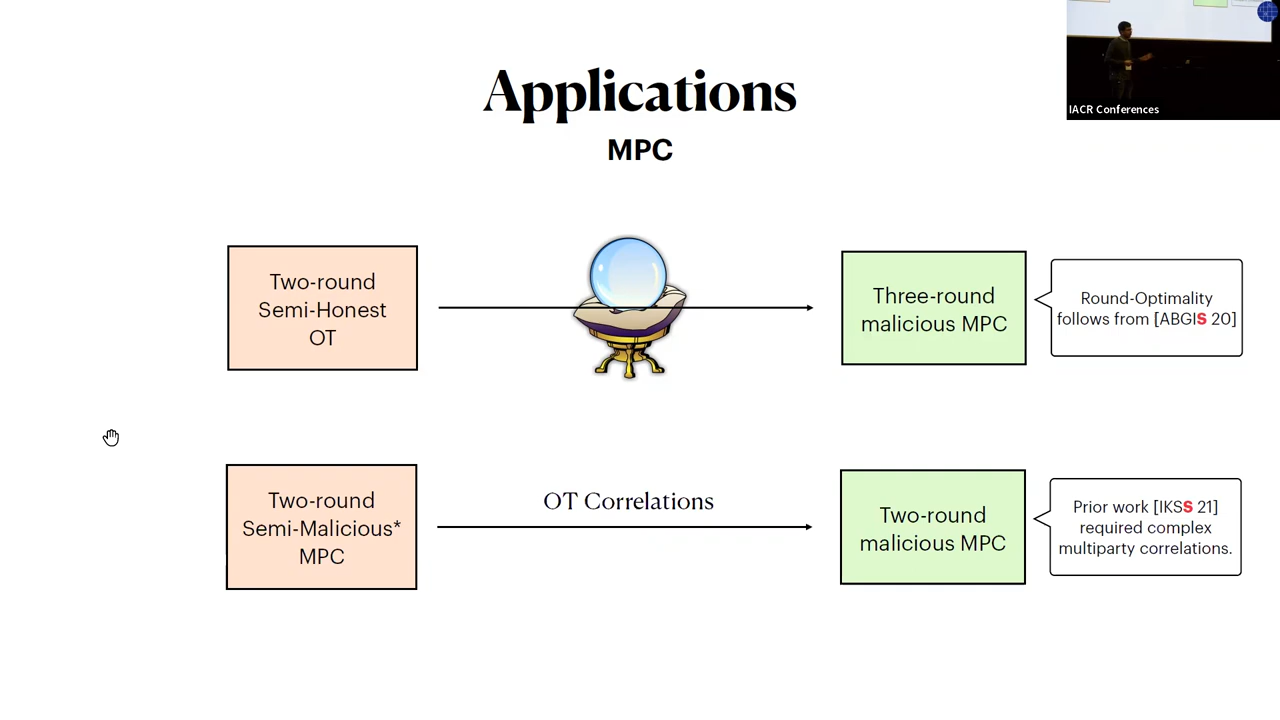 Applications
MPC
IACR Conferences
Two-round
Semi-Honest
OT
Three-round
malicious MPC
Round-Optimality
follows from [ABGIS 20]
Two-round
Semi-Malicious*
MPC
OT Correlations
Two-round
malicious MPC
Prior work [IKSS 21]
required complex
multiparty correlations.